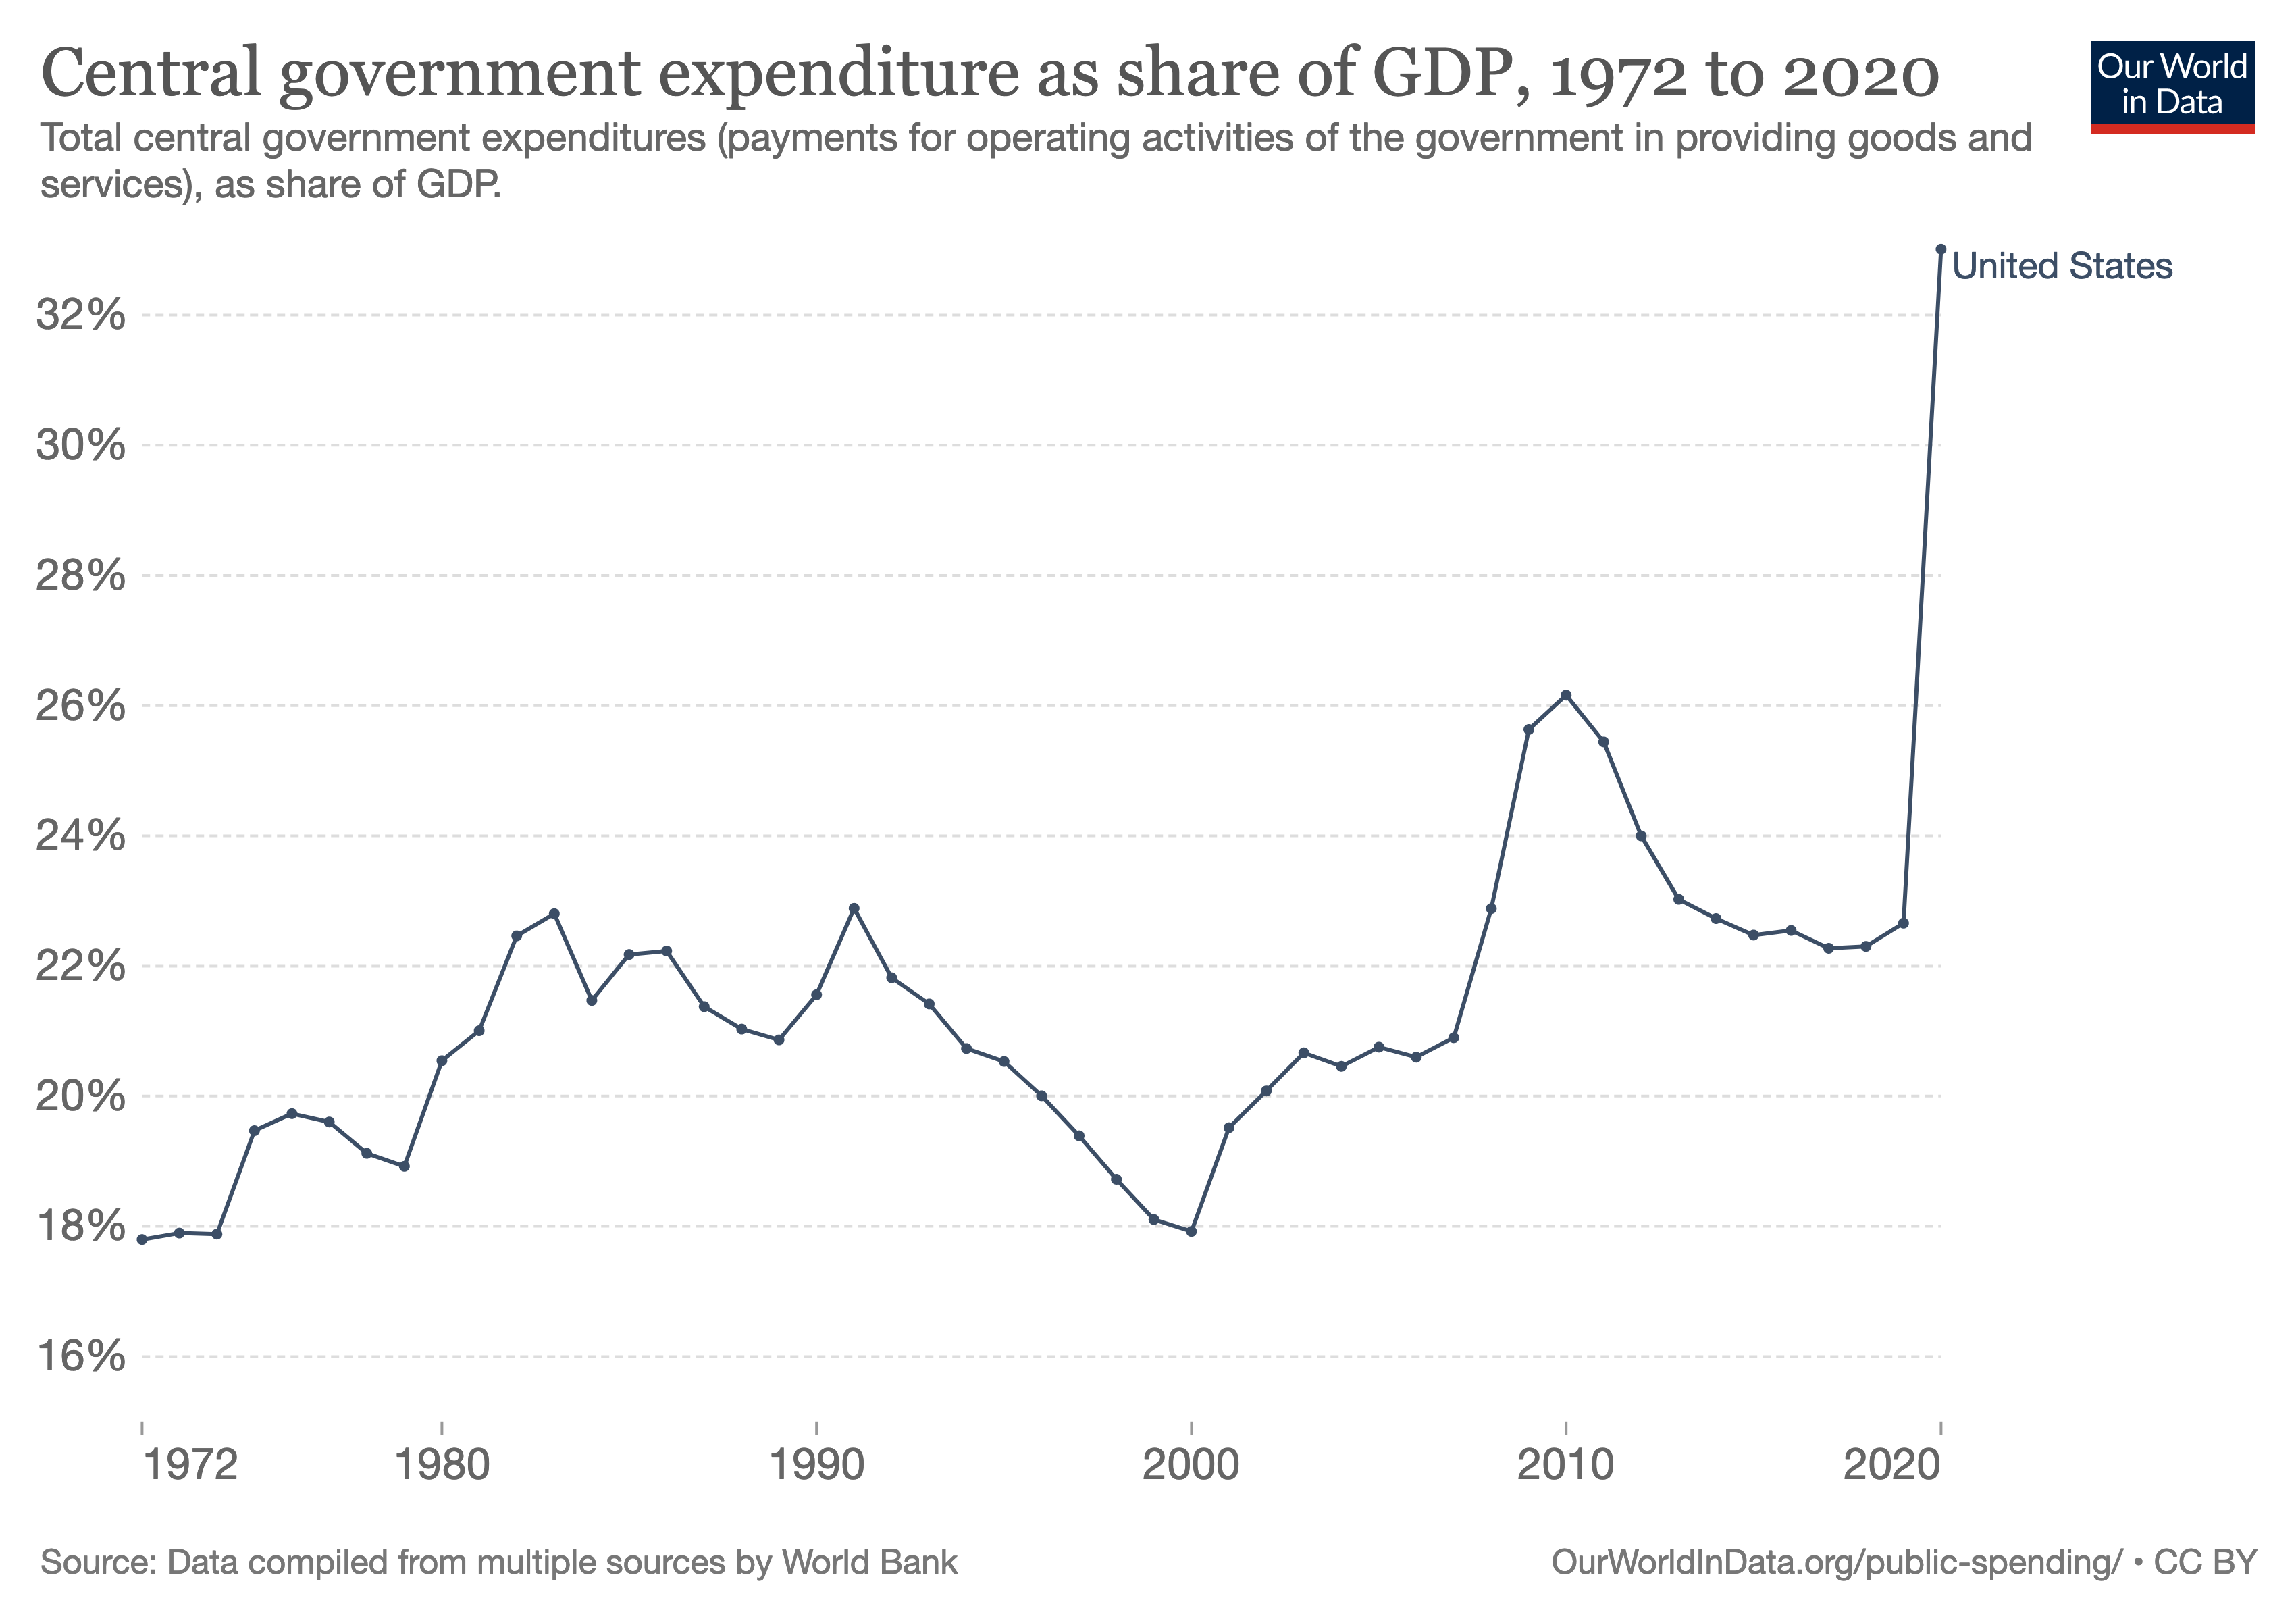 Central government expenditure as share of GDP, 1972 to 2020
Our World
in Data
Total central government expenditures (payments for operating activities of the government in providing goods and
services), as share of GDP.
United States
32%
30%
28%
26%
24%
22%
20%
18%
16%
1972
1980
1990
2000
2010
2020
Source: Data compiled from multiple sources by World Bank
OurWorldInData.org/public-spending/ • CC BY